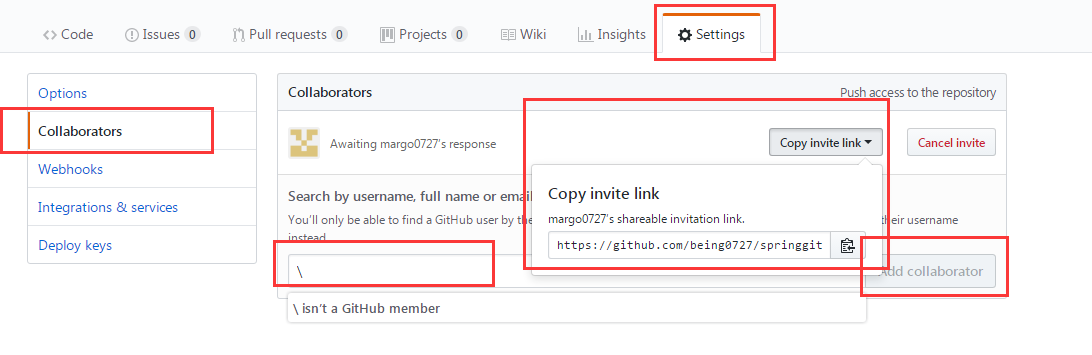 Code Issues 0 Pull requests 0 Projects 0 Wiki Insights Settings
Options
Collaborators
Webhooks
Integrations & services
Deploy keys
Collaborators Push access to the repository
Awaiting margo0727's response Copy invite link Cancel invite
Copy invite link
margo0727's shareable invitation link.
https://github.com/being0727/springgit
Search by username, full name or email
You'll only be able to find a GitHub user by the their username
instead.
\ Add collaborator
\ isn't a GitHub member